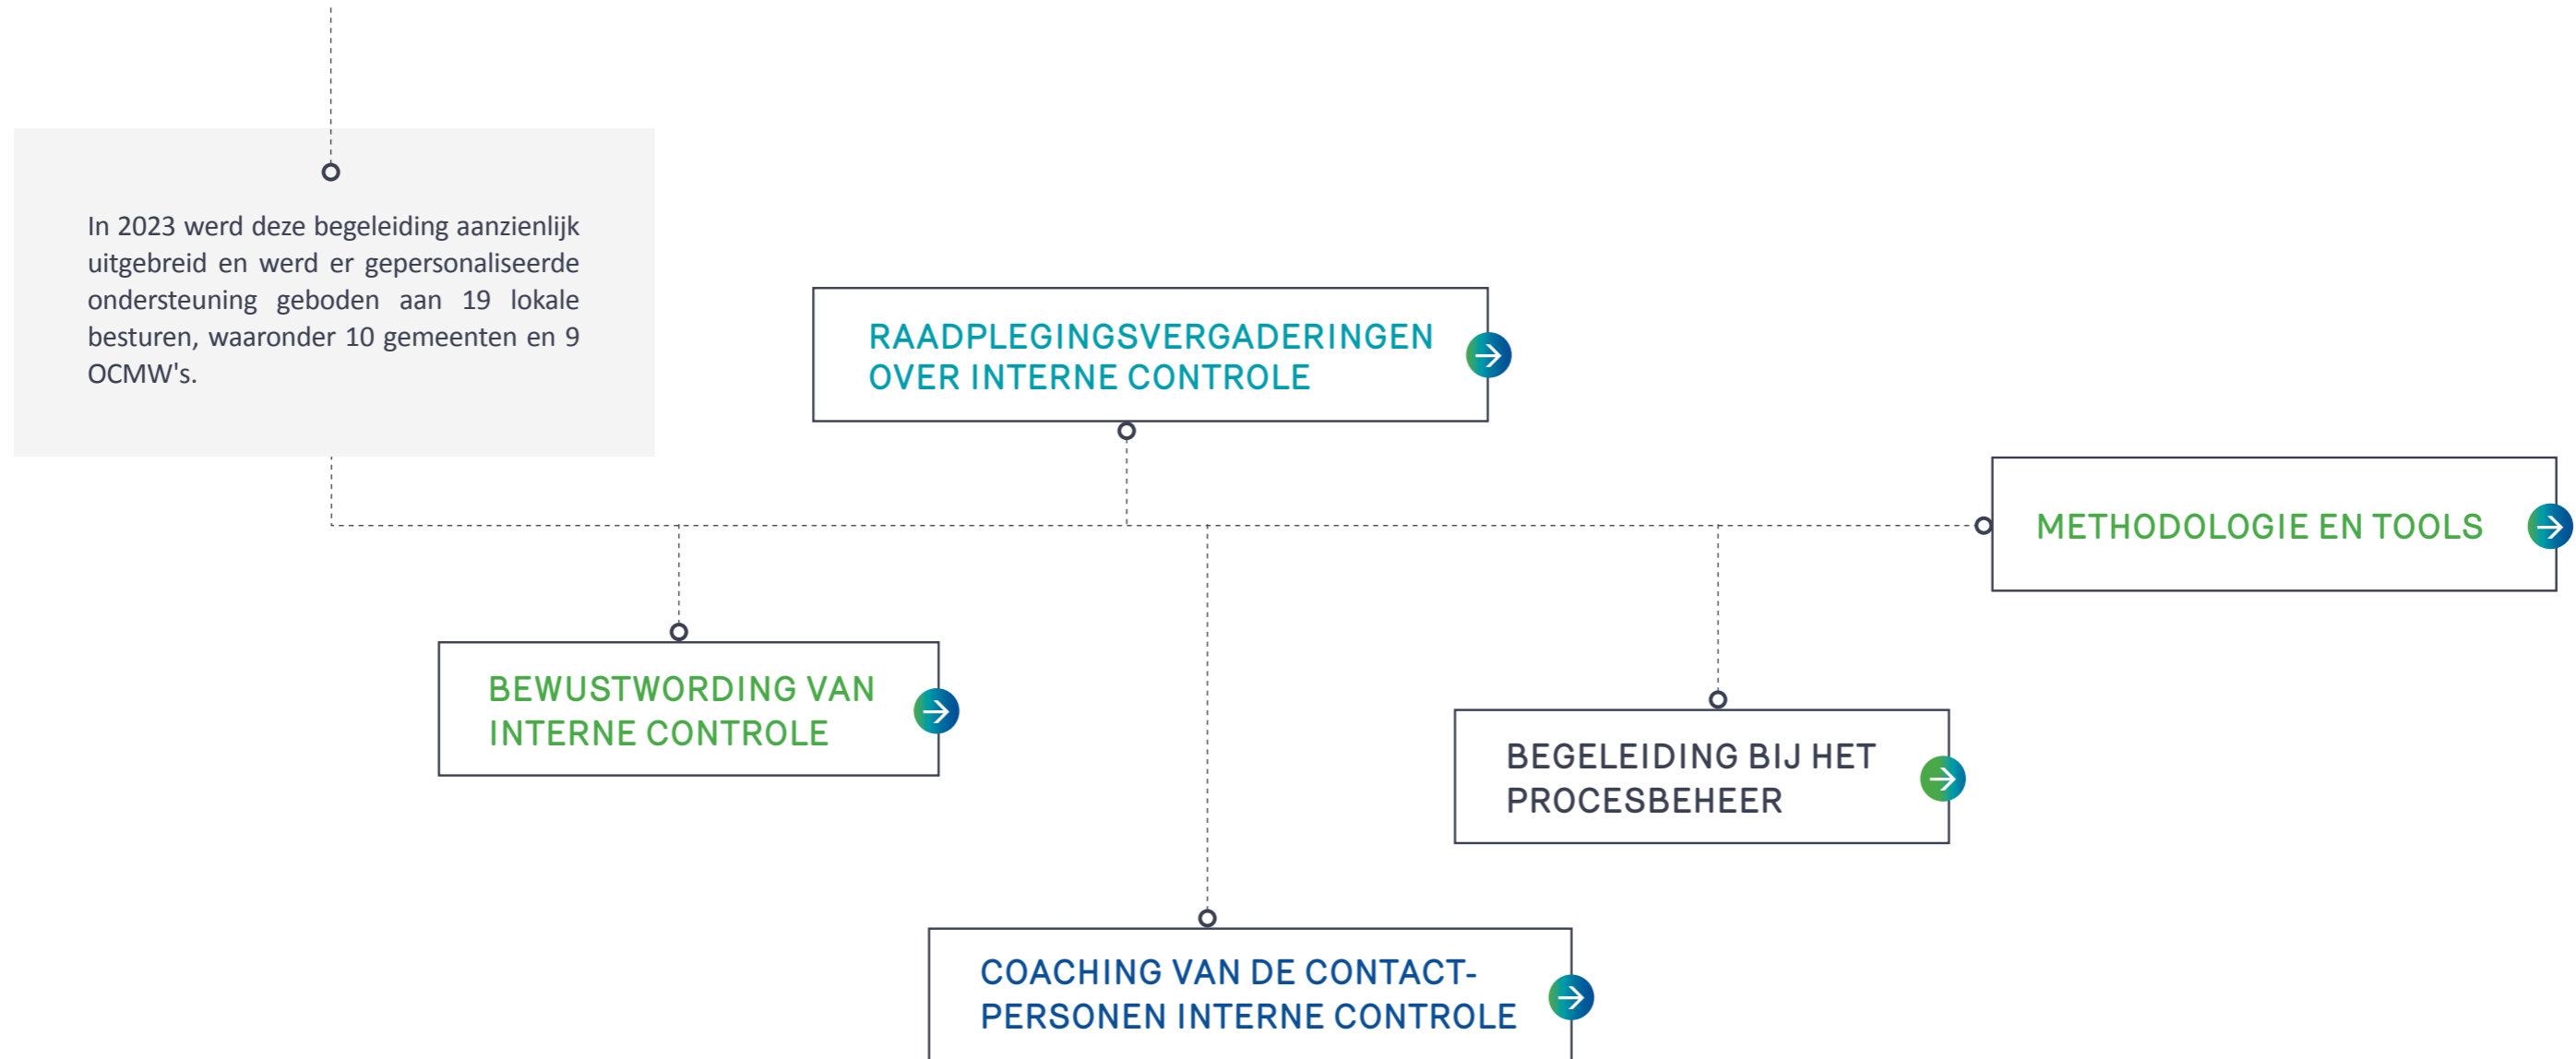 In 2023 werd deze begeleiding aanzienlijk
uitgebreid en werd er gepersonaliseerde
ondersteuning geboden aan 19 lokale
besturen, waaronder 10 gemeenten en 9
OCMW's.
RAADPLEGINGSVERGADERINGEN
OVER INTERNE CONTROLE
METHODOLOGIE EN TOOLS
BEWUSTWORDING VAN
INTERNE CONTROLE
BEGELEIDING BIJ HET
PROCESBEHEER
COACHING VAN DE CONTACT-
PERSONEN INTERNE CONTROLE